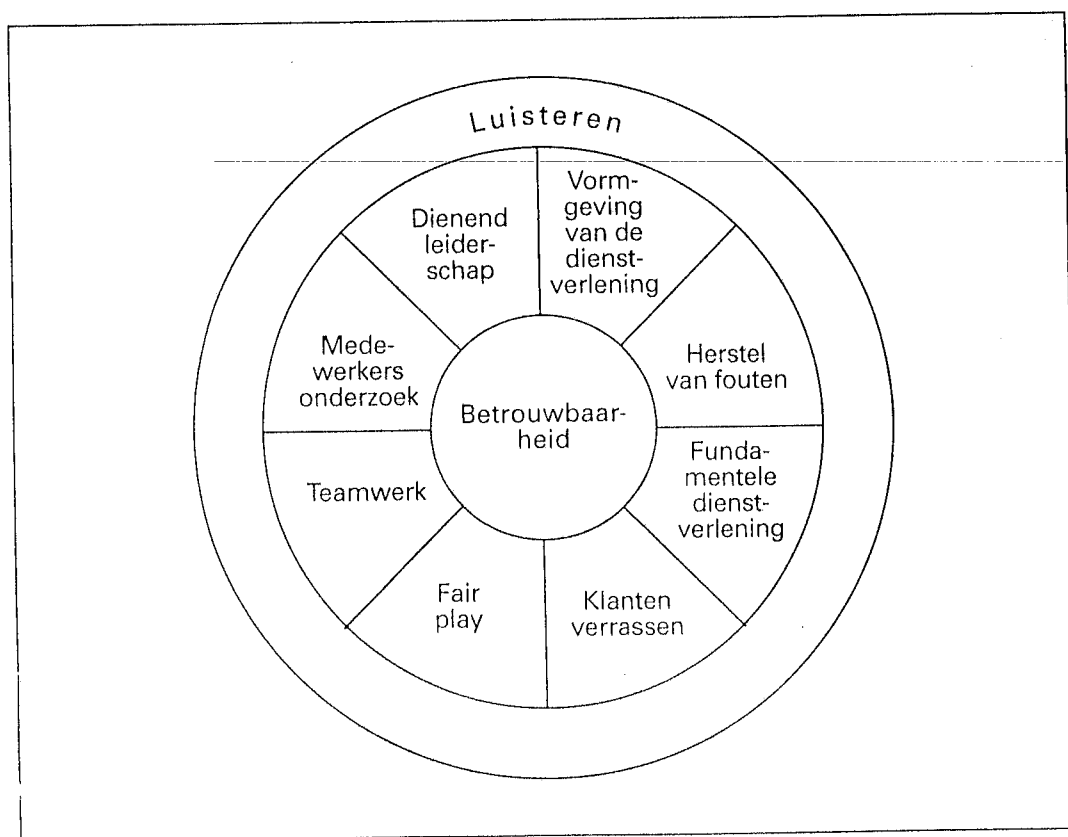 Luisteren
Dienend
leider-
schap
Vorm-
geving
van de
dienst-
verlening
Herstel
van fouten
Funda-
mentele
dienst-
verlening
Klanten
verrassen
Fair
play
Teamwerk
Mede-
werkers
onderzoek
Betrouwbaar-
heid